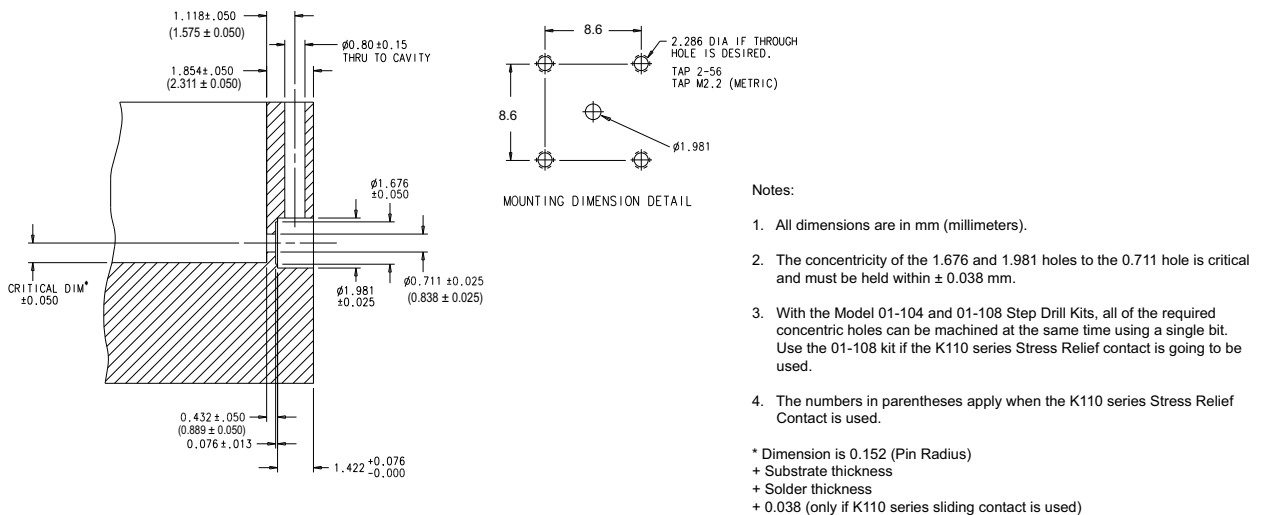 1.118±.050
(1.575 ± 0.050)
ø0.80±0.15
THRU TO CAVITY
1.854±.050
(2.311 ± 0.050)
ø1.676
±0.050
CRITICAL DIM*
±0.050
ø1.981
±0.025
ø0.711 ±0.025
(0.838 ± 0.025)
0.432±.050
(0.889 ± 0.050)
0.076±.013
1.422 +0.076
-0.000
8.6
2.286 DIA IF THROUGH
HOLE IS DESIRED.
TAP 2-56
TAP M2.2 (METRIC)
8.6
ø1.981
MOUNTING DIMENSION DETAIL
Notes:
1. All dimensions are in mm (millimeters).
2. The concentricity of the 1.676 and 1.981 holes to the 0.711 hole is critical
and must be held within ± 0.038 mm.
3. With the Model 01-104 and 01-108 Step Drill Kits, all of the required
concentric holes can be machined at the same time using a single bit.
Use the 01-108 kit if the K110 series Stress Relief contact is going to be
used.
4. The numbers in parentheses apply when the K110 series Stress Relief
Contact is used.
* Dimension is 0.152 (Pin Radius)
+ Substrate thickness
+ Solder thickness
+ 0.038 (only if K110 series sliding contact is used)